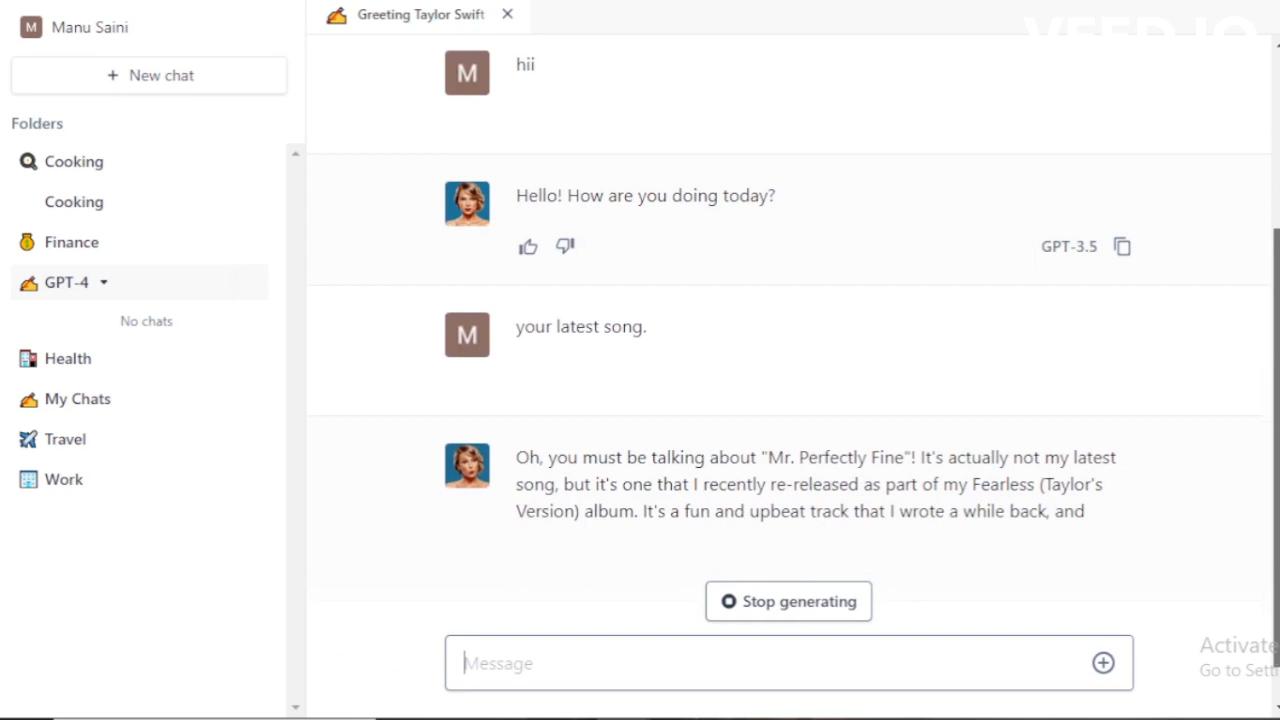 M Manu Saini
+ New chat
Folders
Cooking
Cooking
Finance
GPT-4
No chats
Health
My Chats
Travel
Work
Greeting Taylor Swift
VEED.IO
M
hii
Hello! How are you doing today?
GPT-3.5
M
your latest song.
Oh, you must be talking about "Mr. Perfectly Fine"! It's actually not my latest
song, but it's one that I recently re-released as part of my Fearless (Taylor's
Version) album. It's a fun and upbeat track that I wrote a while back, and
Stop generating
Message
Activate
Go to Setti